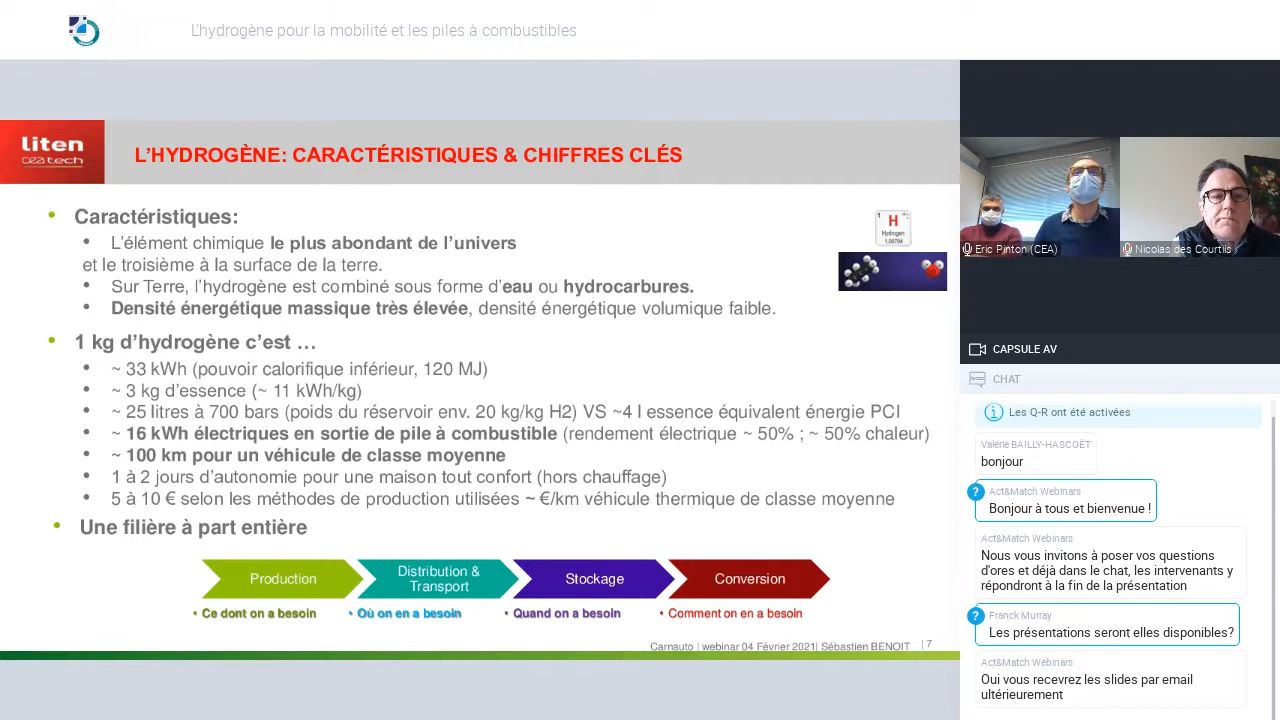 L'hydrogène pour la mobilité et les piles à combustibles
liten
ceatech
L'HYDROGÈNE: CARACTÉRISTIQUES & CHIFFRES CLÉS
• Caractéristiques:
• L'élément chimique le plus abondant de l'univers
et le troisième à la surface de la terre.
• Sur Terre, l'hydrogène est combiné sous forme d'eau ou hydrocarbures.
• Densité énergétique massique très élevée, densité énergétique volumique faible.
1
H
Hydrogen
1,00794
• 1 kg d'hydrogène c'est …
• ~ 33 kWh (pouvoir calorifique inférieur, 120 MJ)
• ~ 3 kg d'essence (~ 11 kWh/kg)
• ~ 25 litres à 700 bars (poids du réservoir env. 20 kg/kg H2) VS ~4 l essence équivalent énergie PCI
• ~ 16 kWh électriques en sortie de pile à combustible (rendement électrique ~ 50% ; ~ 50% chaleur)
• ~ 100 km pour un véhicule de classe moyenne
• 1 à 2 jours d'autonomie pour une maison tout confort (hors chauffage)
• 5 à 10 € selon les méthodes de production utilisées ~ €/km véhicule thermique de classe moyenne
• Une filière à part entière
Production
Distribution &
Transport
Stockage
Conversion
• Ce dont on a besoin
• Où on en a besoin
• Quand on a besoin
• Comment on en a besoin
Carnauto | webinar 04 Février 2021| Sébastien BENOIT | 7
Eric Pinton (CEA)
Nicolas des Courtils
CAPSULE AV
CHAT
Les Q-R ont été activées
Valérie BAILLY-HASCOËT
bonjour
?
Act&Match Webinars
Bonjour à tous et bienvenue !
Act&Match Webinars
Nous vous invitons à poser vos questions
d'ores et déjà dans le chat, les intervenants y
répondront à la fin de la présentation
?
Franck Murray
Les présentations seront elles disponibles?
Act&Match Webinars
Oui vous recevrez les slides par email
ultérieurement